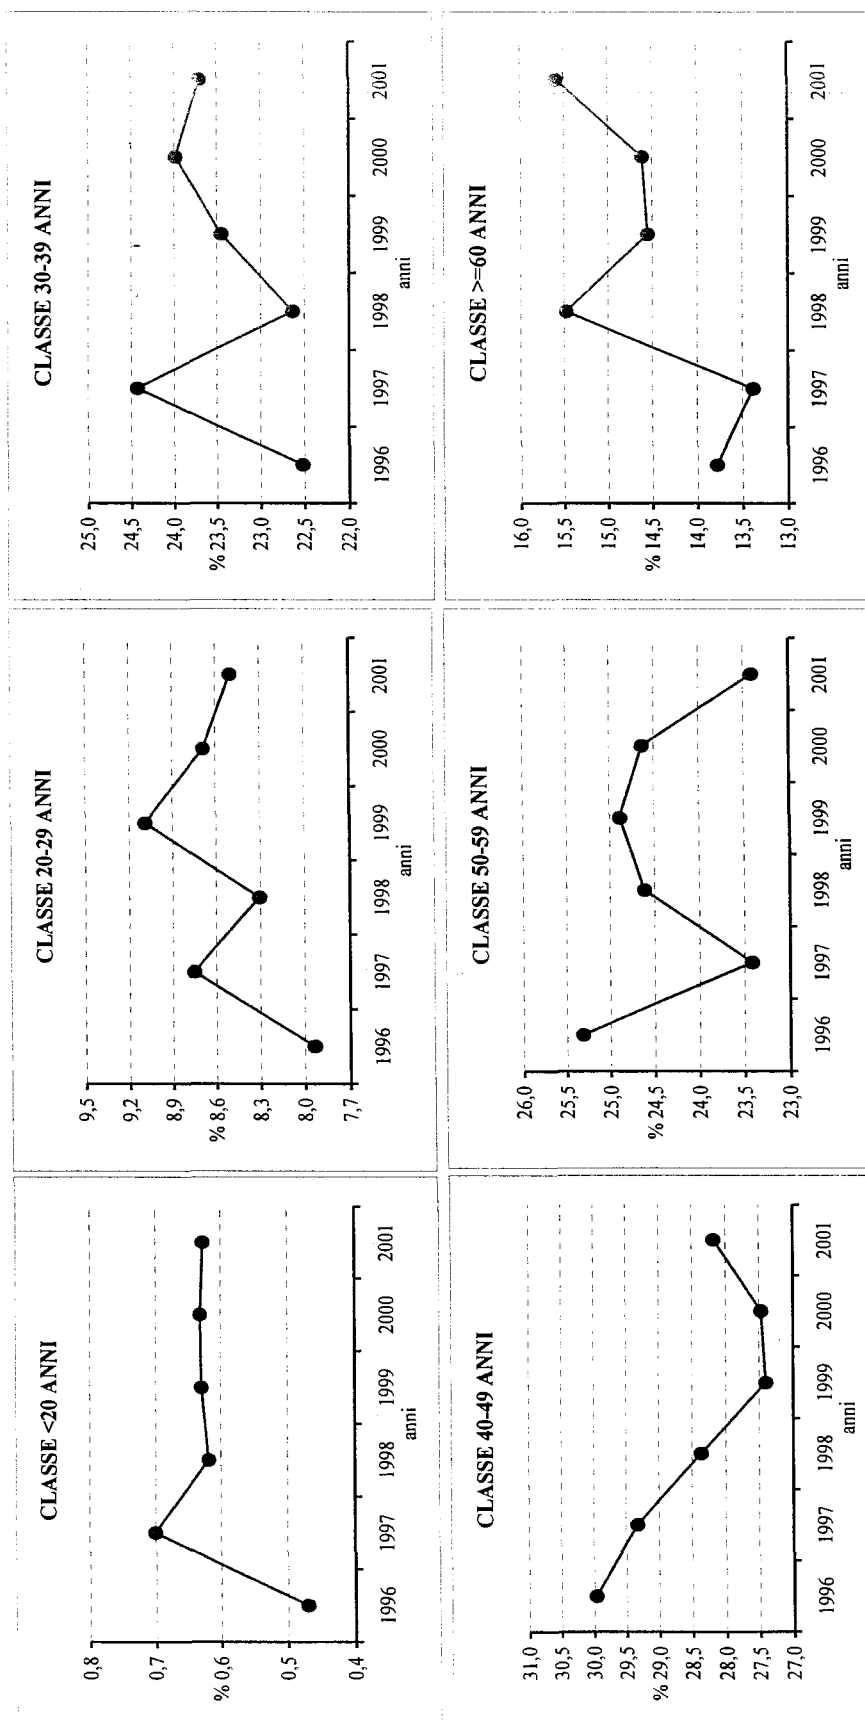 CLASSE <20 ANNI
0,8
0,7
% 0,6
0,5
0,4
1996 1997 1998 1999 2000 2001
anni
CLASSE 20-29 ANNI
9,5
9,2
8,9
% 8,6
8,3
8,0
7,7
1996 1997 1998 1999 2000 2001
anni
CLASSE 30-39 ANNI
25,0
24,5
24,0
% 23,5
23,0
22,5
22,0
1996 1997 1998 1999 2000 2001
anni
CLASSE 40-49 ANNI
31,0
30,5
30,0
29,5
% 29,0
28,5
28,0
27,5
27,0
1996 1997 1998 1999 2000 2001
anni
CLASSE 50-59 ANNI
26,0
25,5
25,0
% 24,5
24,0
23,5
23,0
1996 1997 1998 1999 2000 2001
anni
CLASSE >=60 ANNI
16,0
15,5
15,0
% 14,5
14,0
13,5
13,0
1996 1997 1998 1999 2000 2001
anni